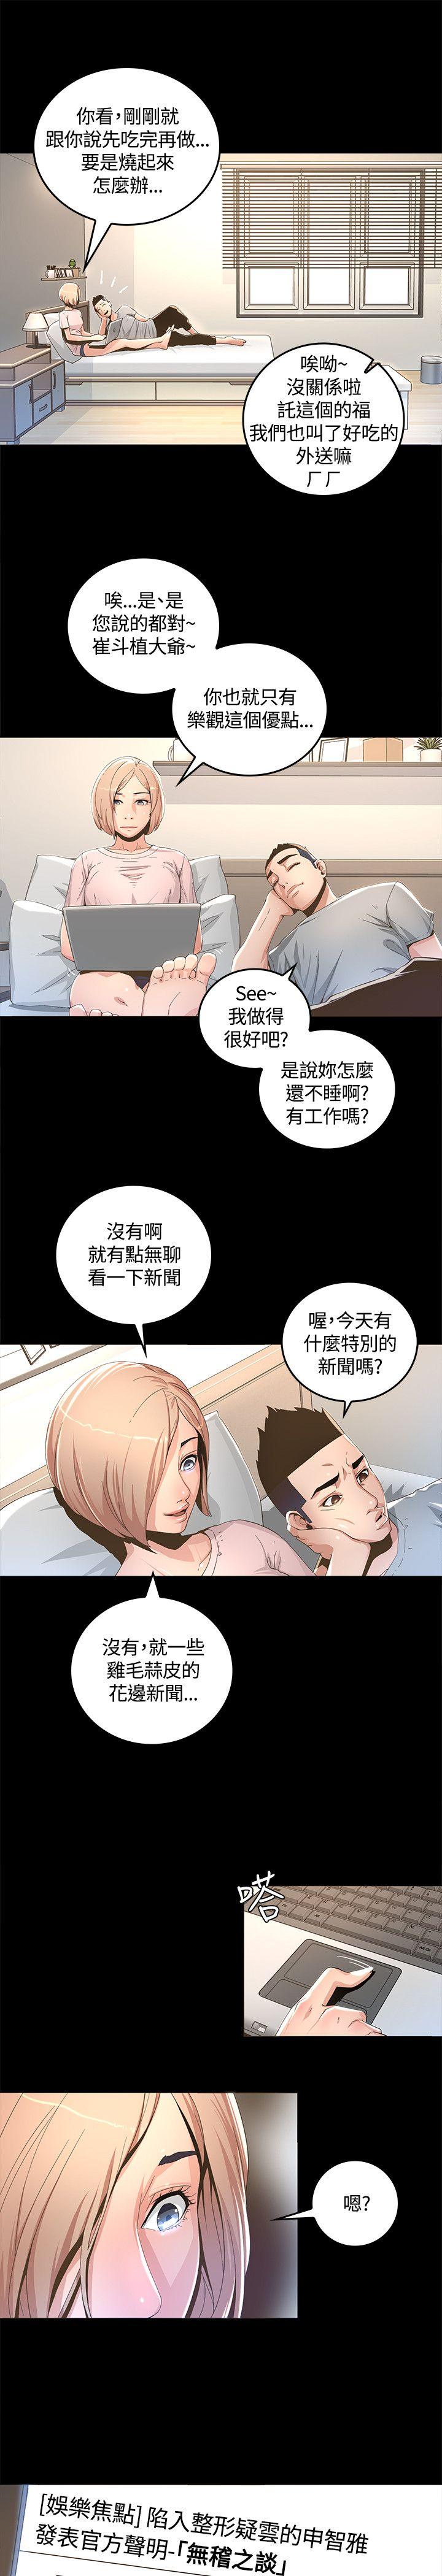 你看，剛剛就
跟你說先吃完再做...
要是燒起來
怎麼辦...
唉呦~
沒關係啦
託這個的福
我們也叫了好吃的
外送嘛
ㄏㄏ
唉...是、是
您說的都對~
崔斗植大爺~
你也就只有
樂觀這個優點...
See~
我做得
很好吧?
是說妳怎麼
還不睡啊?
有工作嗎?
沒有啊
就有點無聊
看一下新聞
喔，今天有
什麼特別的
新聞嗎?
沒有，就一些
雞毛蒜皮的
花邊新聞...
嗒
嗯?
[娛樂焦點] 陷入整形疑雲的申智雅
發表官方聲明-「無稽之談」